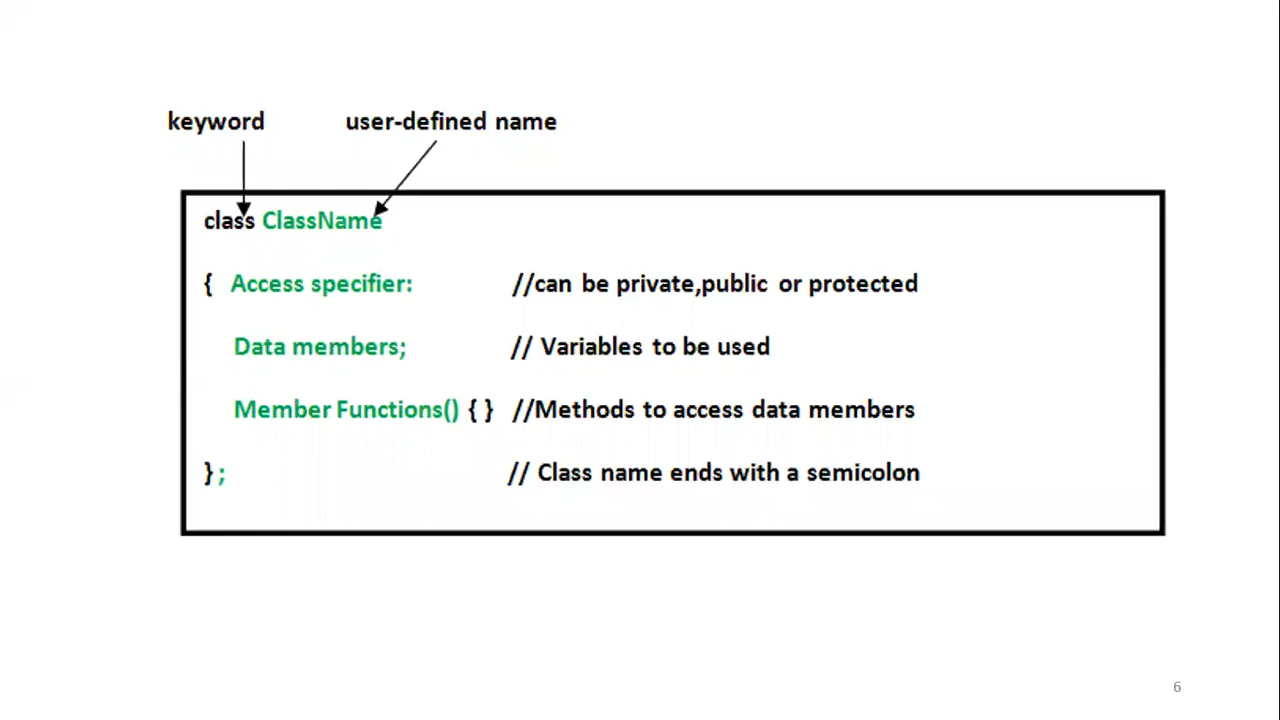 keyword user-defined name
class ClassName
{ Access specifier: //can be private,public or protected
Data members; // Variables to be used
Member Functions() { } //Methods to access data members
} ; // Class name ends with a semicolon
6